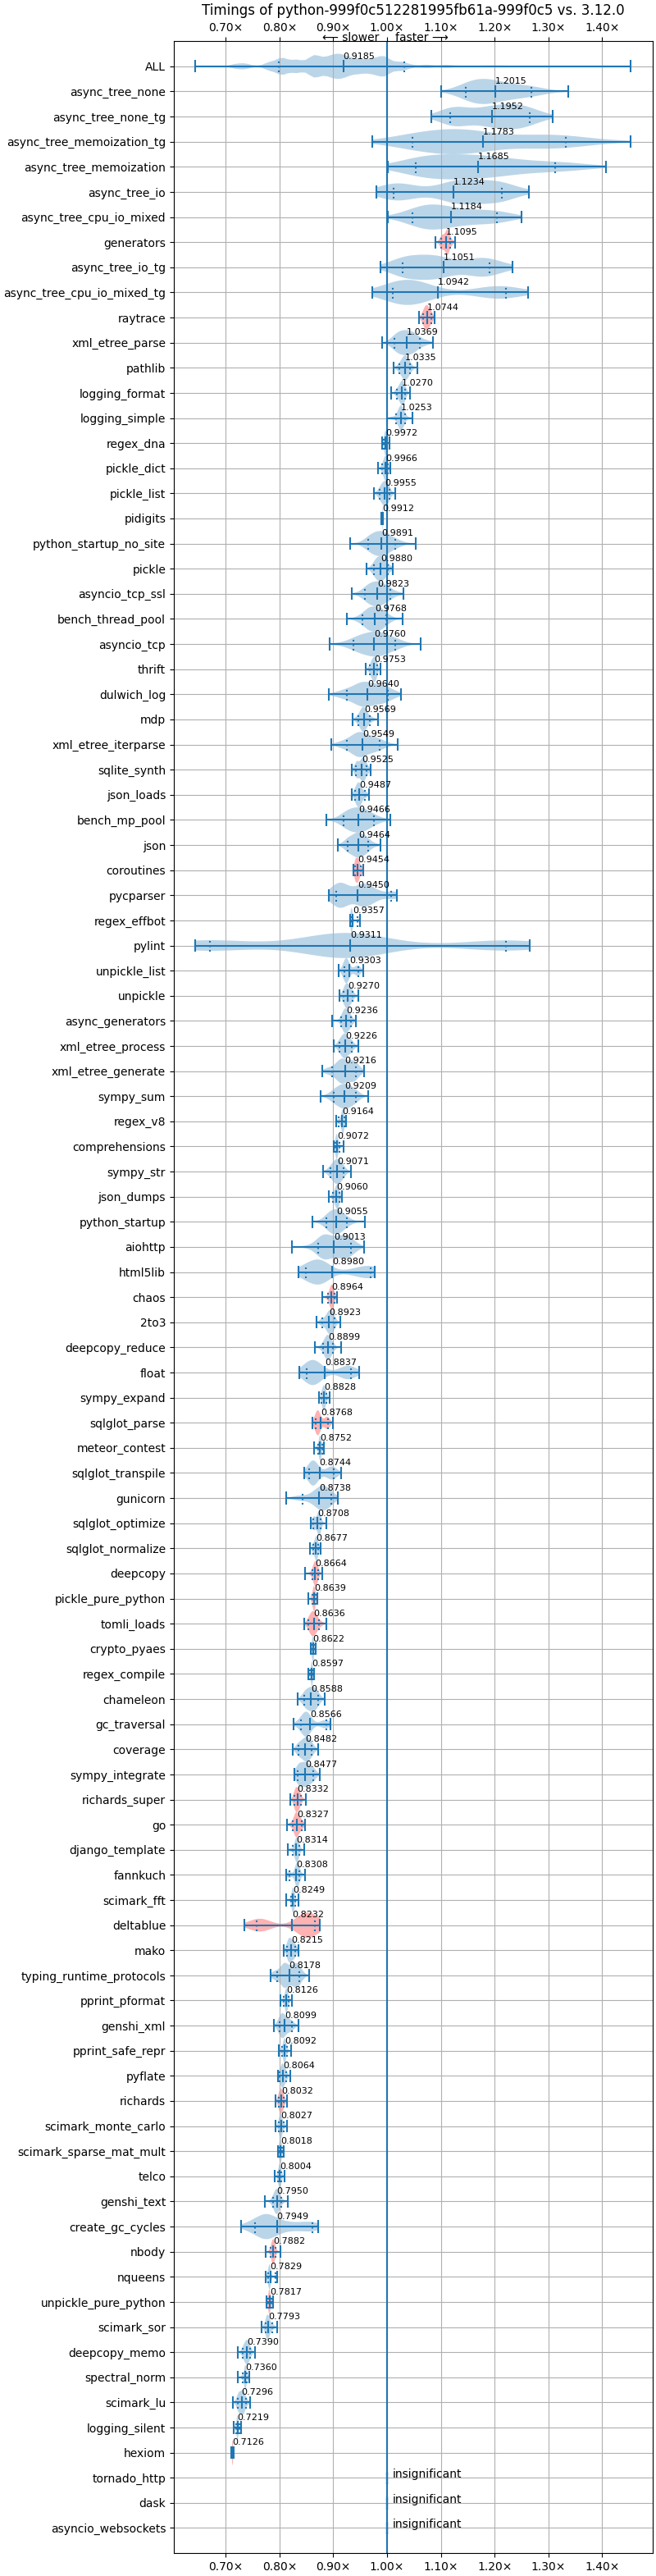 Timings of python-999f0c512281995fb61a-999f0c5 vs. 3.12.0
0.70× 0.80× 0.90× 1.00× 1.10× 1.20× 1.30× 1.40×
⟵ slower faster ⟶
ALL 0.9185
async_tree_none 1.2015
async_tree_none_tg 1.1952
async_tree_memoization_tg 1.1783
async_tree_memoization 1.1685
async_tree_io 1.1234
async_tree_cpu_io_mixed 1.1184
generators 1.1095
async_tree_io_tg 1.1051
async_tree_cpu_io_mixed_tg 1.0942
raytrace 1.0744
xml_etree_parse 1.0369
pathlib 1.0335
logging_format 1.0270
logging_simple 1.0253
regex_dna 0.9972
pickle_dict 0.9966
pickle_list 0.9955
pidigits 0.9912
python_startup_no_site 0.9891
pickle 0.9880
asyncio_tcp_ssl 0.9823
bench_thread_pool 0.9768
asyncio_tcp 0.9760
thrift 0.9753
dulwich_log 0.9640
mdp 0.9569
xml_etree_iterparse 0.9549
sqlite_synth 0.9525
json_loads 0.9487
bench_mp_pool 0.9466
json 0.9464
coroutines 0.9454
pycparser 0.9450
regex_effbot 0.9357
pylint 0.9311
unpickle_list 0.9303
unpickle 0.9270
async_generators 0.9236
xml_etree_process 0.9226
xml_etree_generate 0.9216
sympy_sum 0.9209
regex_v8 0.9164
comprehensions 0.9072
sympy_str 0.9071
json_dumps 0.9060
python_startup 0.9055
aiohttp 0.9013
html5lib 0.8980
chaos 0.8964
2to3 0.8923
deepcopy_reduce 0.8899
float 0.8837
sympy_expand 0.8828
sqlglot_parse 0.8768
meteor_contest 0.8752
sqlglot_transpile 0.8744
gunicorn 0.8738
sqlglot_optimize 0.8708
sqlglot_normalize 0.8677
deepcopy 0.8664
pickle_pure_python 0.8639
tomli_loads 0.8636
crypto_pyaes 0.8622
regex_compile 0.8597
chameleon 0.8588
gc_traversal 0.8566
coverage 0.8482
sympy_integrate 0.8477
richards_super 0.8332
go 0.8327
django_template 0.8314
fannkuch 0.8308
scimark_fft 0.8249
deltablue 0.8232
mako 0.8215
typing_runtime_protocols 0.8178
pprint_pformat 0.8126
genshi_xml 0.8099
pprint_safe_repr 0.8092
pyflate 0.8064
richards 0.8032
scimark_monte_carlo 0.8027
scimark_sparse_mat_mult 0.8018
telco 0.8004
genshi_text 0.7950
create_gc_cycles 0.7949
nbody 0.7882
nqueens 0.7829
unpickle_pure_python 0.7817
scimark_sor 0.7793
deepcopy_memo 0.7390
spectral_norm 0.7360
scimark_lu 0.7296
logging_silent 0.7219
hexiom 0.7126
tornado_http insignificant
dask insignificant
asyncio_websockets insignificant
0.70× 0.80× 0.90× 1.00× 1.10× 1.20× 1.30× 1.40×